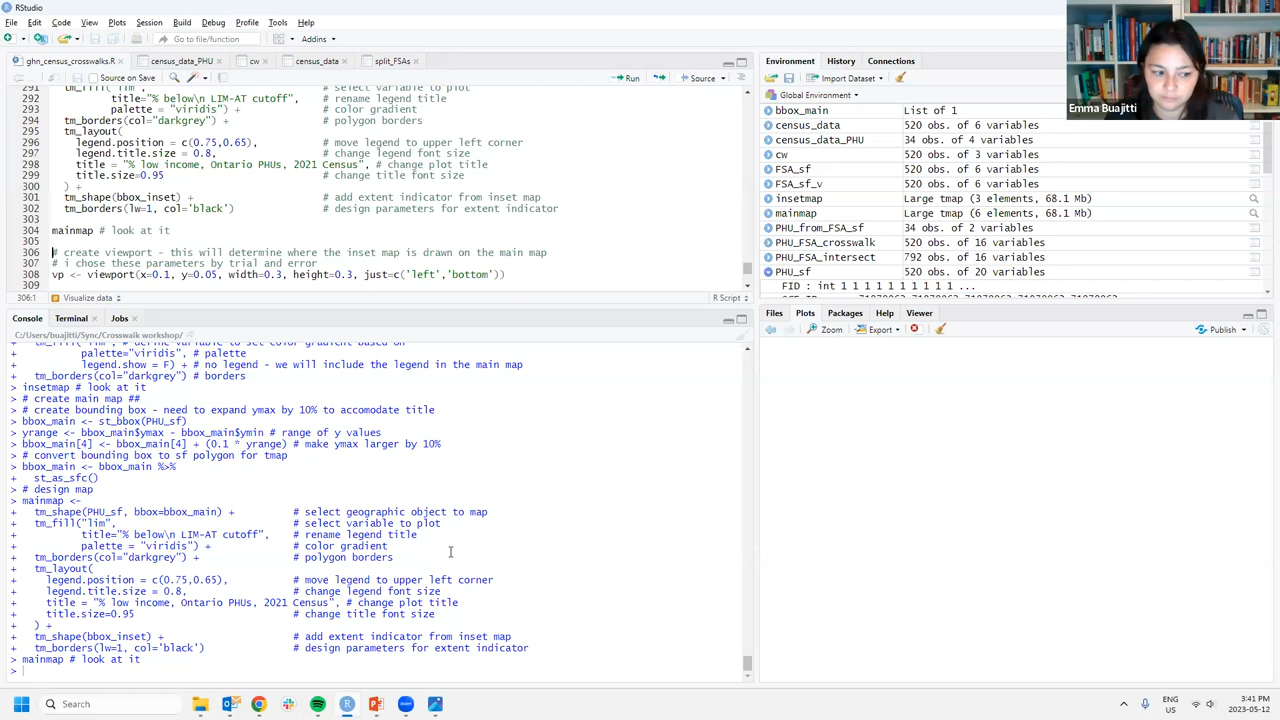 RStudio
File Edit Code View Plots Session Build Debug Profile Tools Help
Go to file/function
Addins
ghn_census_crosswalks.R
census_data_PHU
cw
census_data
split_FSAs
Source on Save
Run
Source
291 tm_fill("lim", # select variable to plot
292 title="% below\n LIM-AT cutoff", # rename legend title
293 palette = "viridis") + # color gradient
294 tm_borders(col="darkgrey") + # polygon borders
295 tm_layout(
296 legend.position = c(0.75,0.65), # move legend to upper left corner
297 legend.title.size = 0.8, # change legend font size
298 title = "% low income, Ontario PHUs, 2021 Census", # change plot title
299 title.size=0.95 # change title font size
300 ) +
301 tm_shape(bbox_inset) + # add extent indicator from inset map
302 tm_borders(lw=1, col='black') # design parameters for extent indicator
303
304 mainmap # look at it
305
306 # create viewport - this will determine where the inset map is drawn on the main map
307 # i chose these parameters by trial and error
308 vp <- viewport(x=0.1, y=0.05, width=0.3, height=0.3, just=c('left','bottom'))
309
306:1 Visualize data R Script
Console Terminal Jobs
C:/Users/buajitti/Sync/Crosswalk workshop/
+ tm_fill("lim", # define variable to set color gradient based on
+ palette="viridis", # palette
+ legend.show = F) + # no legend - we will include the legend in the main map
+ tm_borders(col="darkgrey") # borders
> insetmap # look at it
> # create main map ##
> # create bounding box - need to expand ymax by 10% to accomodate title
> bbox_main <- st_bbox(PHU_sf)
> yrange <- bbox_main$ymax - bbox_main$ymin # range of y values
> bbox_main[4] <- bbox_main[4] + (0.1 * yrange) # make ymax larger by 10%
> # convert bounding box to sf polygon for tmap
> bbox_main <- bbox_main %>%
+ st_as_sfc()
> # design map
> mainmap <-
+ tm_shape(PHU_sf, bbox=bbox_main) + # select geographic object to map
+ tm_fill("lim", # select variable to plot
+ title="% below\n LIM-AT cutoff", # rename legend title
+ palette = "viridis") + # color gradient
+ tm_borders(col="darkgrey") + # polygon borders
+ tm_layout(
+ legend.position = c(0.75,0.65), # move legend to upper left corner
+ legend.title.size = 0.8, # change legend font size
+ title = "% low income, Ontario PHUs, 2021 Census", # change plot title
+ title.size=0.95 # change title font size
+ ) +
+ tm_shape(bbox_inset) + # add extent indicator from inset map
+ tm_borders(lw=1, col='black') # design parameters for extent indicator
> mainmap # look at it
>
Environment History Connections
Import Dataset
Global Environment
bbox_main List of 1
census_data 520 obs. of 6 variables
census_data_PHU 34 obs. of 4 variables
cw 520 obs. of 3 variables
FSA_sf 520 obs. of 6 variables
FSA_sf_v 520 obs. of 6 variables
insetmap Large tmap (3 elements, 68.1 Mb)
mainmap Large tmap (6 elements, 68.1 Mb)
PHU_from_FSA_sf 34 obs. of 2 variables
PHU_FSA_crosswalk 520 obs. of 16 variables
PHU_FSA_intersect 792 obs. of 16 variables
PHU_sf 520 obs. of 20 variables
FID : int 1 1 1 1 1 1 1 1 1 1 ...
Files Plots Packages Help Viewer
Zoom Export Publish
Emma Buajitti
Search
ENG
US
3:41 PM
2023-05-12